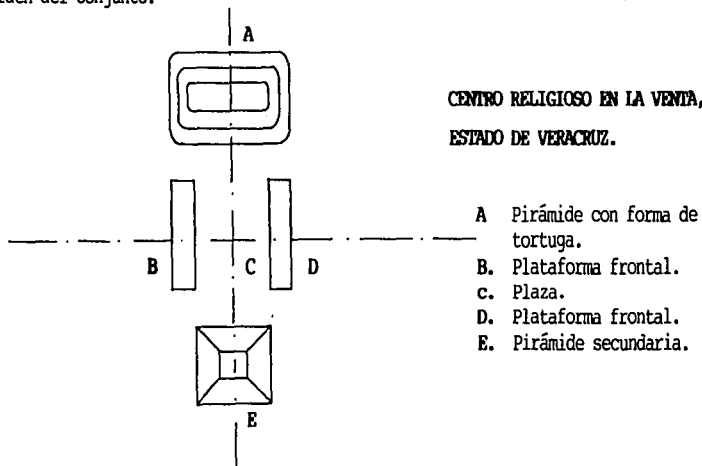 del conjunto.
A
CENTRO RELIGIOSO EN LA VENTA,
ESTADO DE VERACRUZ.
B C D
E
A Pirámide con forma de
tortuga.
B. Plataforma frontal.
C. Plaza.
D. Plataforma frontal.
E. Pirámide secundaria.